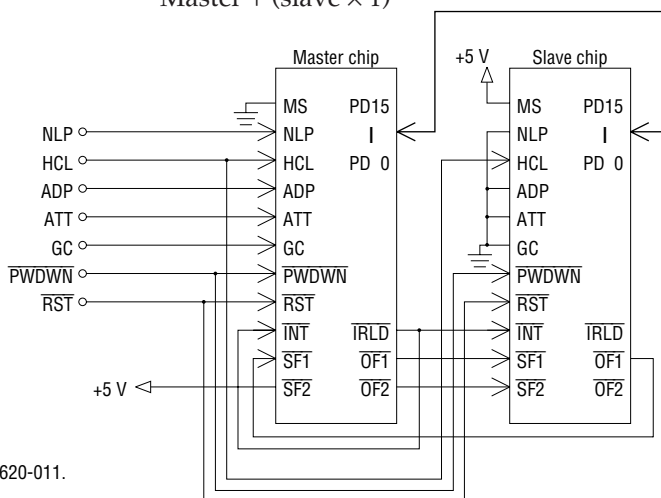 Master + (slave × 1)
Master chip
+5 V
Slave chip
MS PD15
NLP I
HCL PD 0
ADP
ATT
GC
PWDWN
RST
INT IRLD
SF1 OF1
SF2 OF2
MS PD15
NLP I
HCL PD 0
ADP
ATT
GC
PWDWN
RST
INT IRLD
SF1 OF1
SF2 OF2
NLP
HCL
ADP
ATT
GC
PWDWN
RST
+5 V
620-011.